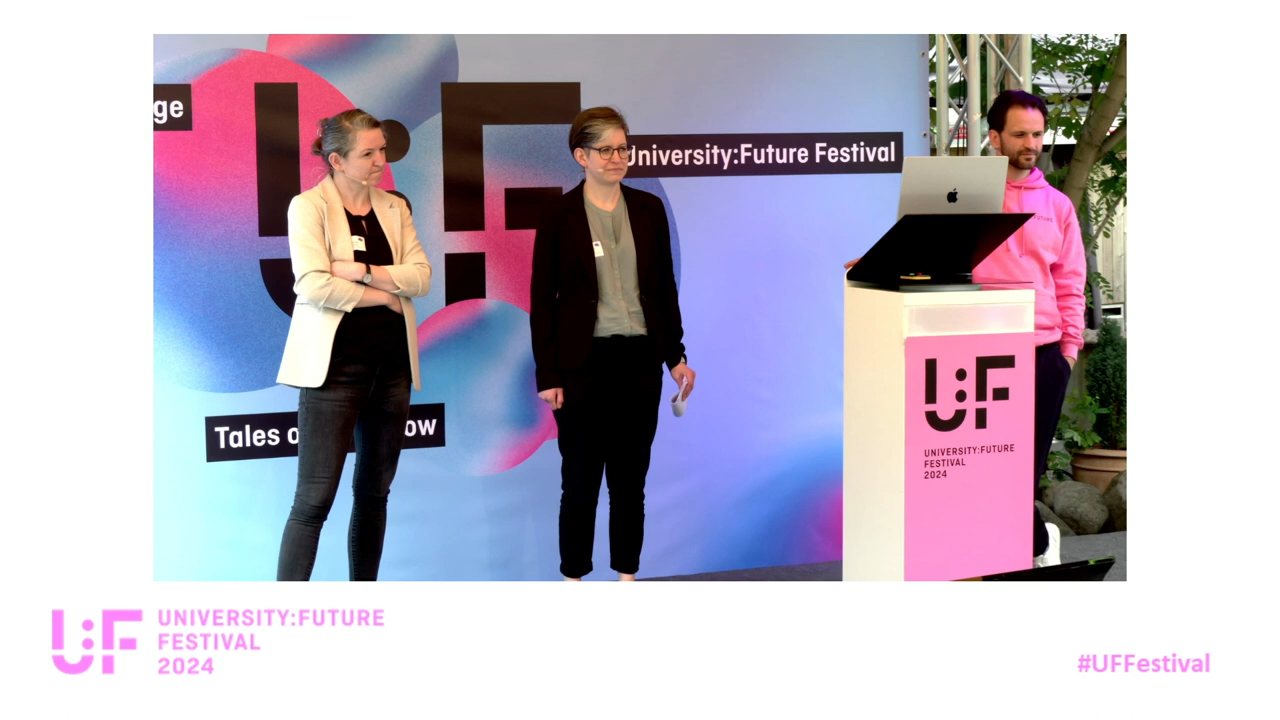 ge
U:F
University:Future Festival
Tales o
ow
U:F
UNIVERSITY:FUTURE
FESTIVAL
2024
U:F
UNIVERSITY:FUTURE
FESTIVAL
2024
#UFFestival